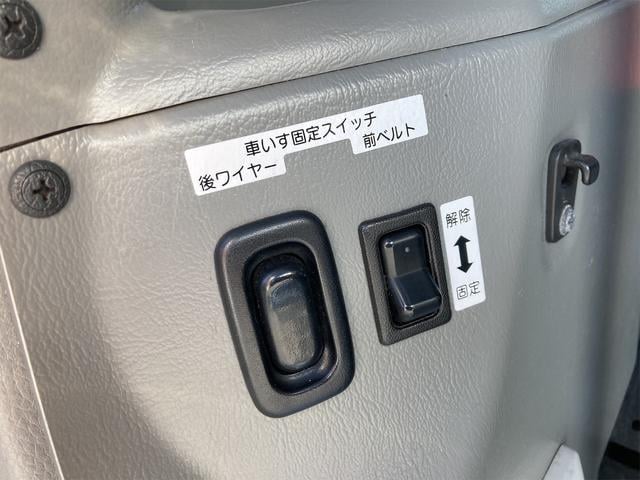 車いす固定スイッチ
後ワイヤー
前ベルト
解除
固定